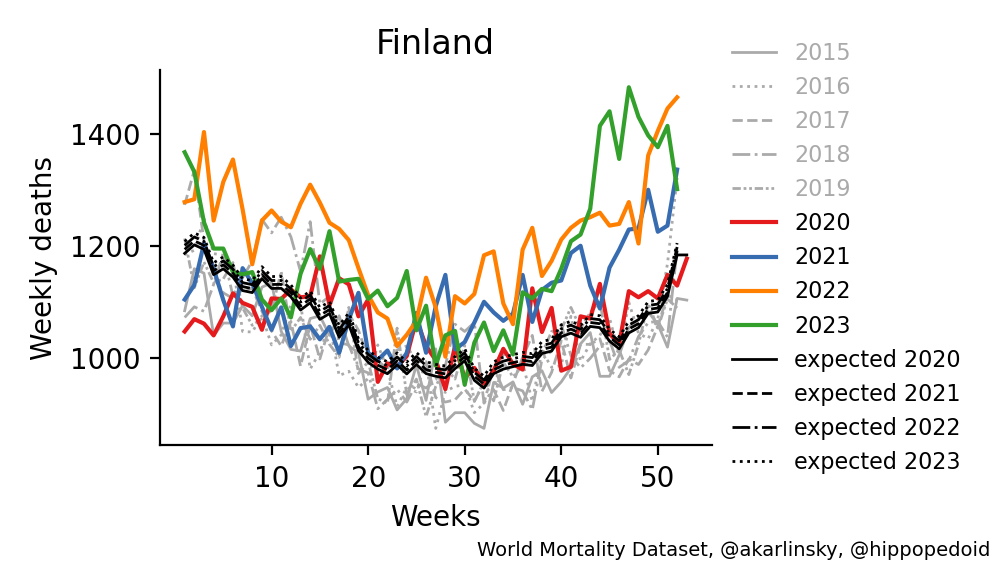 Finland
Weekly deaths
1400
1200
1000
10 20 30 40 50
Weeks
2015
2016
2017
2018
2019
2020
2021
2022
2023
expected 2020
expected 2021
expected 2022
expected 2023
World Mortality Dataset, @akarlinsky, @hippopedoid